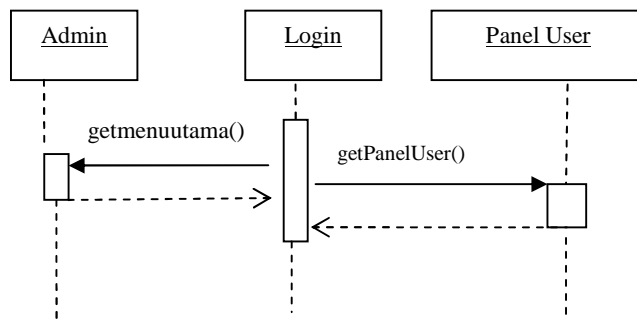 Admin
Login
Panel User
getmenuutama()
getPanelUser()